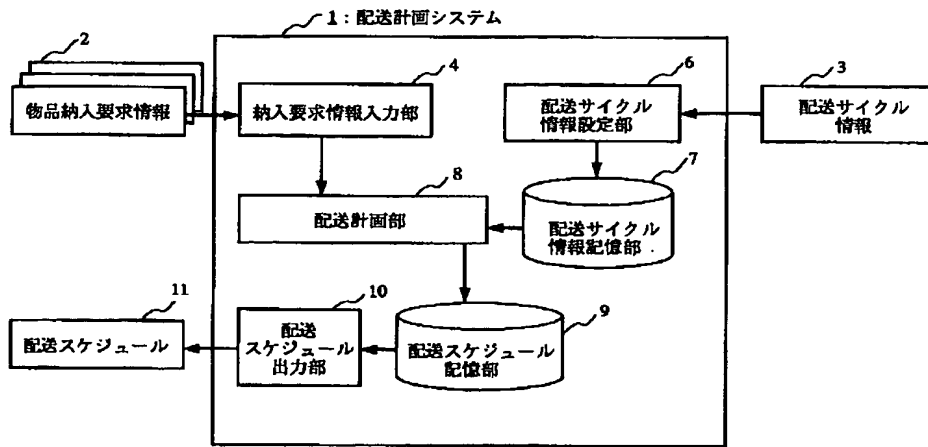 1：配送計画システム
2
4
6
3
物品納入要求情報
納入要求情報入力部
配送サイクル
情報設定部
配送サイクル
情報
8
7
配送計画部
配送サイクル
情報記憶部
11
10
9
配送スケジュール
配送
スケジュール
出力部
配送スケジュール
記憶部